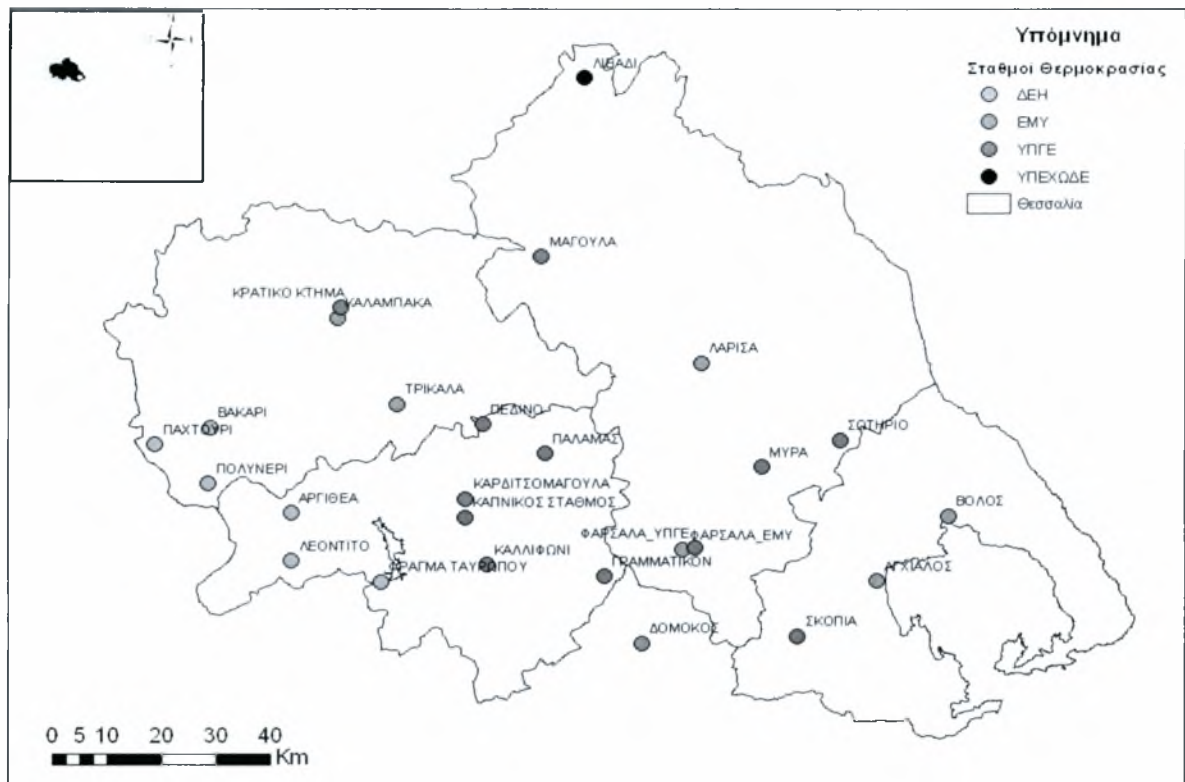 Υπόμνημα
Σταθμοί Θερμοκρασίας
ΔΕΗ
ΕΜΥ
ΥΠΓΕ
ΥΠΕΧΩΔΕ
Θεσσαλία
ΛΙΒΑΔΙ
ΜΑΓΟΥΛΑ
ΚΡΑΤΙΚΟ ΚΤΗΜΑ
ΚΑΛΑΜΠΑΚΑ
ΛΑΡΙΣΑ
ΤΡΙΚΑΛΑ
ΠΕΔΙΝΟ
ΒΑΚΑΡΙ
ΠΑΧΤΟΥΡΙ
ΣΩΤΗΡΙΟ
ΠΑΛΑΜΑΣ
ΜΥΡΑ
ΠΟΛΥΝΕΡΙ
ΚΑΡΔΙΤΣΟΜΑΓΟΥΛΑ
ΑΡΓΙΘΕΑ
ΚΑΠΝΙΚΟΣ ΣΤΑΘΜΟΣ
ΒΟΛΟΣ
ΦΑΡΣΑΛΑ_ΥΠΓΕ
ΦΑΡΣΑΛΑ_ΕΜΥ
ΛΕΟΝΤΙΤΟ
ΚΑΛΛΙΦΩΝΙ
ΦΡΑΓΜΑ ΤΑΥΡΩΠΟΥ
ΓΡΑΜΜΑΤΙΚΟΝ
ΑΓΧΙΑΛΟΣ
ΔΟΜΟΚΟΣ
ΣΚΟΠΙΑ
0 5 10 20 30 40
Km